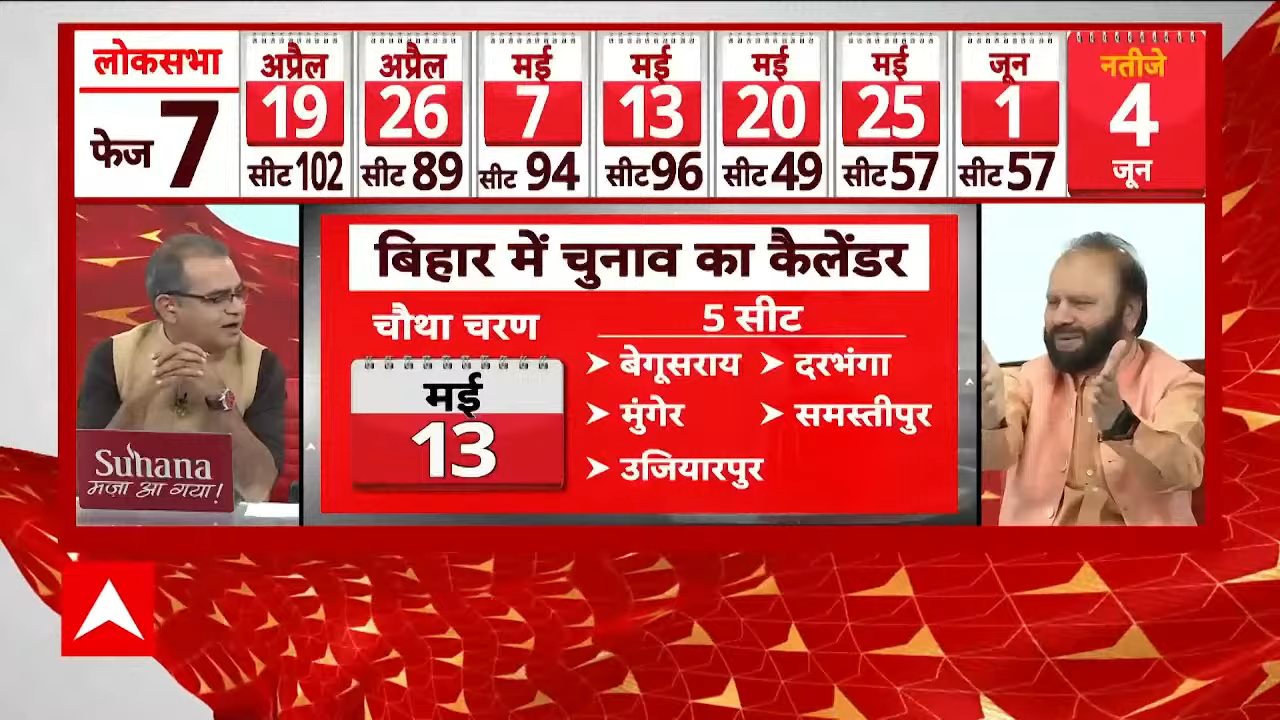 लोकसभा
फेज 7
अप्रैल
19
सीट 102
अप्रैल
26
सीट 89
मई
7
सीट 94
मई
13
सीट 96
मई
20
सीट 49
मई
25
सीट 57
जून
1
सीट 57
नतीजे
4
जून
बिहार में चुनाव का कैलेंडर
चौथा चरण
मई
13
5 सीट
बेगूसराय
दरभंगा
मुंगेर
समस्तीपुर
उजियारपुर
Suhana
मज़ा आ गया!